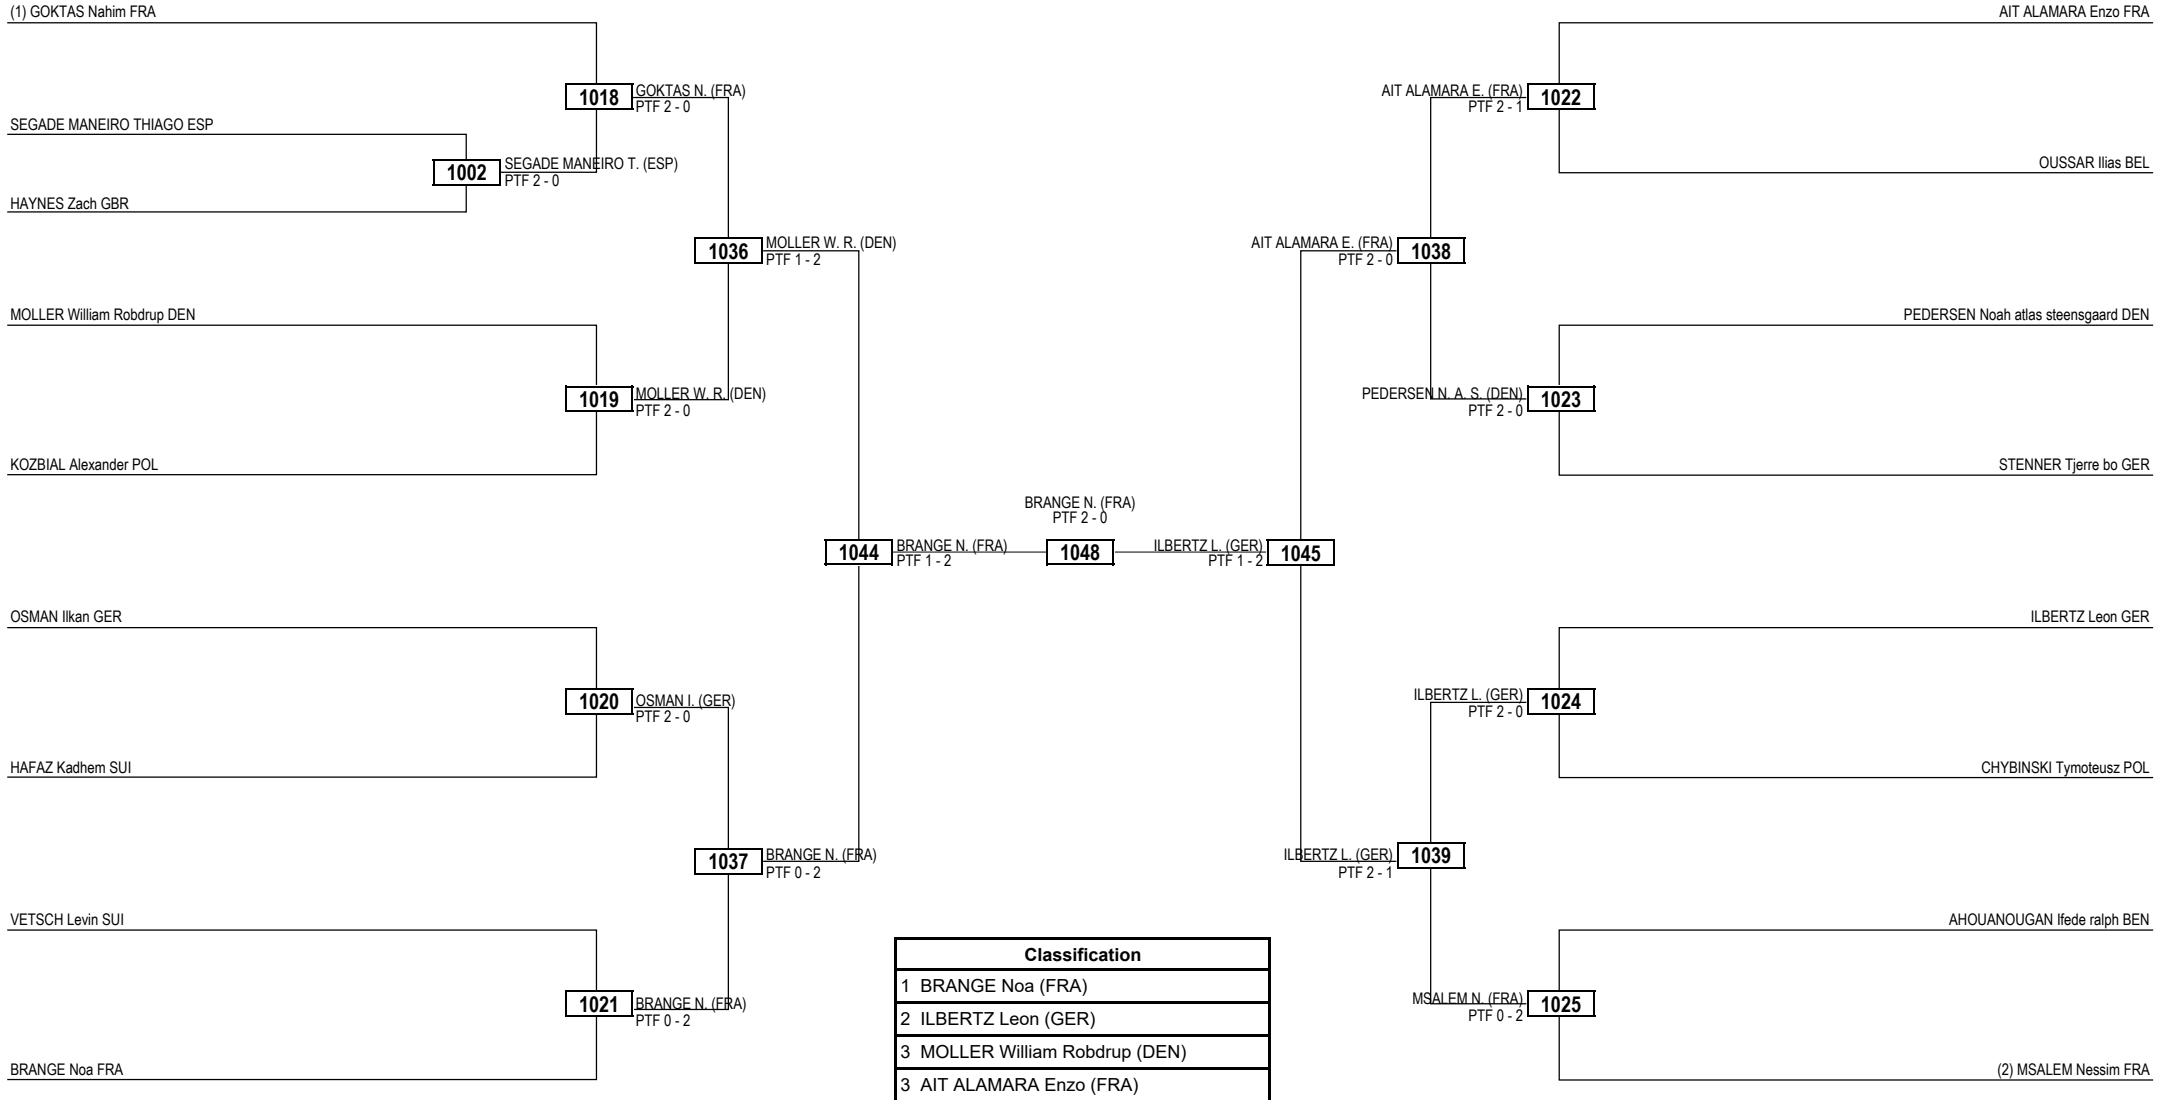 (1) GOKTAS Nahim FRA
AIT ALAMARA Enzo FRA
1018
GOKTAS N. (FRA)
PTF 2 - 0
AIT ALAMARA E. (FRA)
PTF 2 - 1
1022
SEGADE MANEIRO THIAGO ESP
1002
SEGADE MANEIRO T. (ESP)
PTF 2 - 0
OUSSAR Ilias BEL
HAYNES Zach GBR
1036
MOLLER W. R. (DEN)
PTF 1 - 2
AIT ALAMARA E. (FRA)
PTF 2 - 0
1038
MOLLER William Robdrup DEN
PEDERSEN Noah atlas steensgaard DEN
1019
MOLLER W. R. (DEN)
PTF 2 - 0
PEDERSEN N. A. S. (DEN)
PTF 2 - 0
1023
KOZBIAL Alexander POL
STENNER Tjerre bo GER
BRANGE N. (FRA)
PTF 2 - 0
1044
BRANGE N. (FRA)
PTF 1 - 2
1048
ILBERTZ L. (GER)
PTF 1 - 2
1045
OSMAN Ilkan GER
ILBERTZ Leon GER
1020
OSMAN I. (GER)
PTF 2 - 0
ILBERTZ L. (GER)
PTF 2 - 0
1024
HAFAZ Kadhem SUI
CHYBINSKI Tymoteusz POL
1037
BRANGE N. (FRA)
PTF 0 - 2
ILBERTZ L. (GER)
PTF 2 - 1
1039
VETSCH Levin SUI
AHOUANOUGAN Ifede ralph BEN
1021
BRANGE N. (FRA)
PTF 0 - 2
MSALEM N. (FRA)
PTF 0 - 2
1025
BRANGE Noa FRA
(2) MSALEM Nessim FRA
Classification
1 BRANGE Noa (FRA)
2 ILBERTZ Leon (GER)
3 MOLLER William Robdrup (DEN)
3 AIT ALAMARA Enzo (FRA)